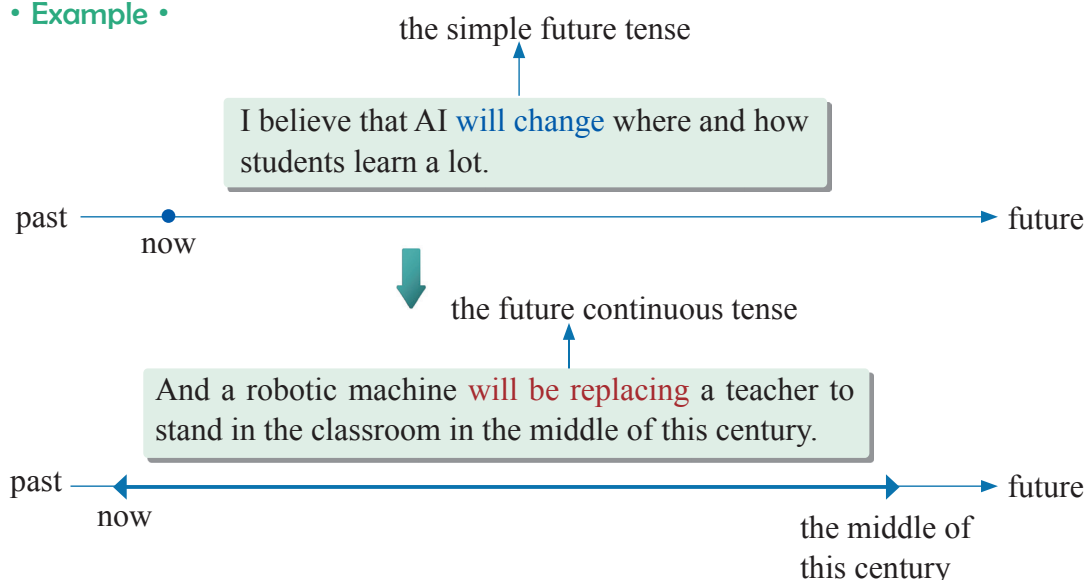 • Example •
the simple future tense
I believe that AI will change where and how
students learn a lot.
past
future
now
the future continuous tense
And a robotic machine will be replacing a teacher to
stand in the classroom in the middle of this century.
past
future
now
the middle of
this century